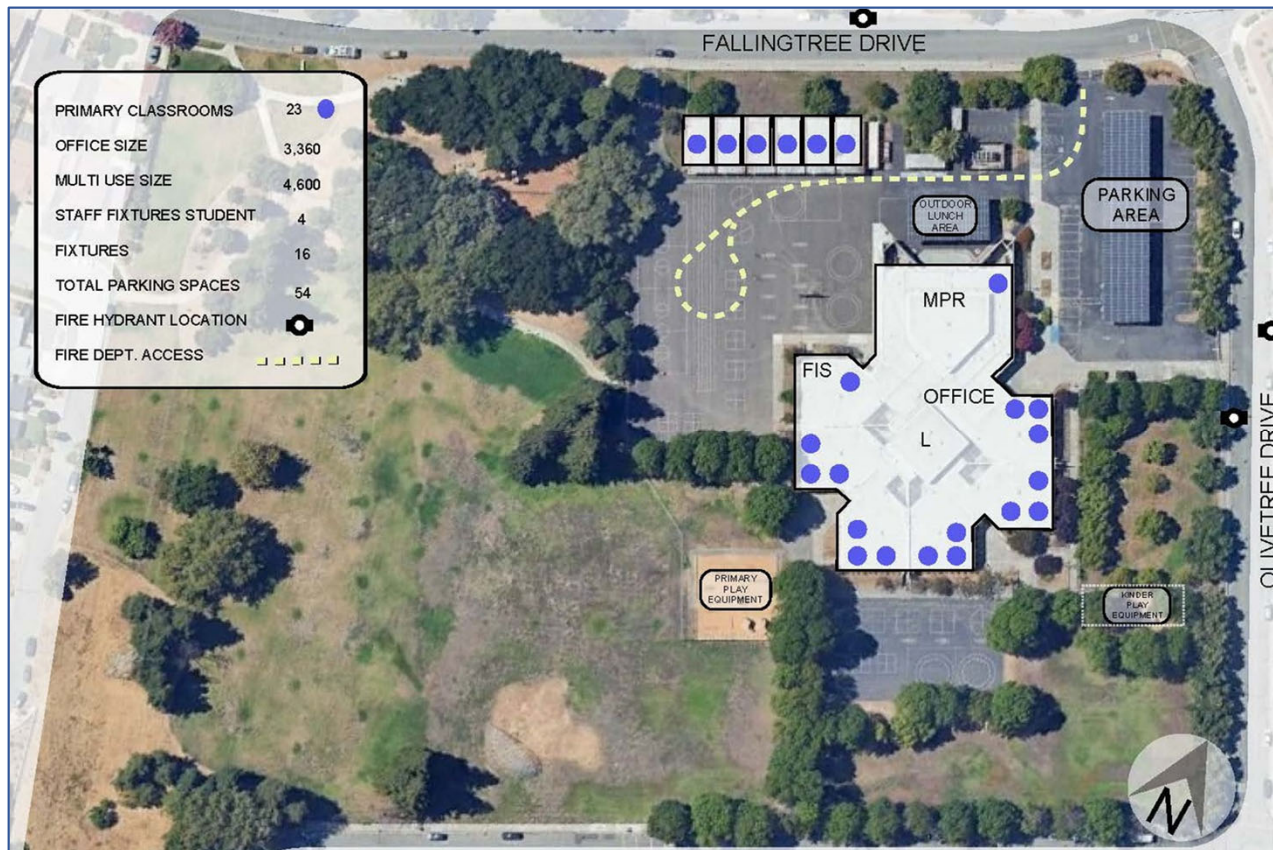 FALLINGTREE DRIVE
PRIMARY CLASSROOMS 23
OFFICE SIZE 3,360
MULTI USE SIZE 4,600
STAFF FIXTURES STUDENT 4
FIXTURES 16
TOTAL PARKING SPACES 54
FIRE HYDRANT LOCATION
FIRE DEPT. ACCESS
PARKING
AREA
OUTDOOR
LUNCH
AREA
MPR
FIS
OFFICE
L
OLIVETREE DRIVE
PRIMARY
PLAY
EQUIPMENT
KINDER
PLAY
EQUIPMENT
N